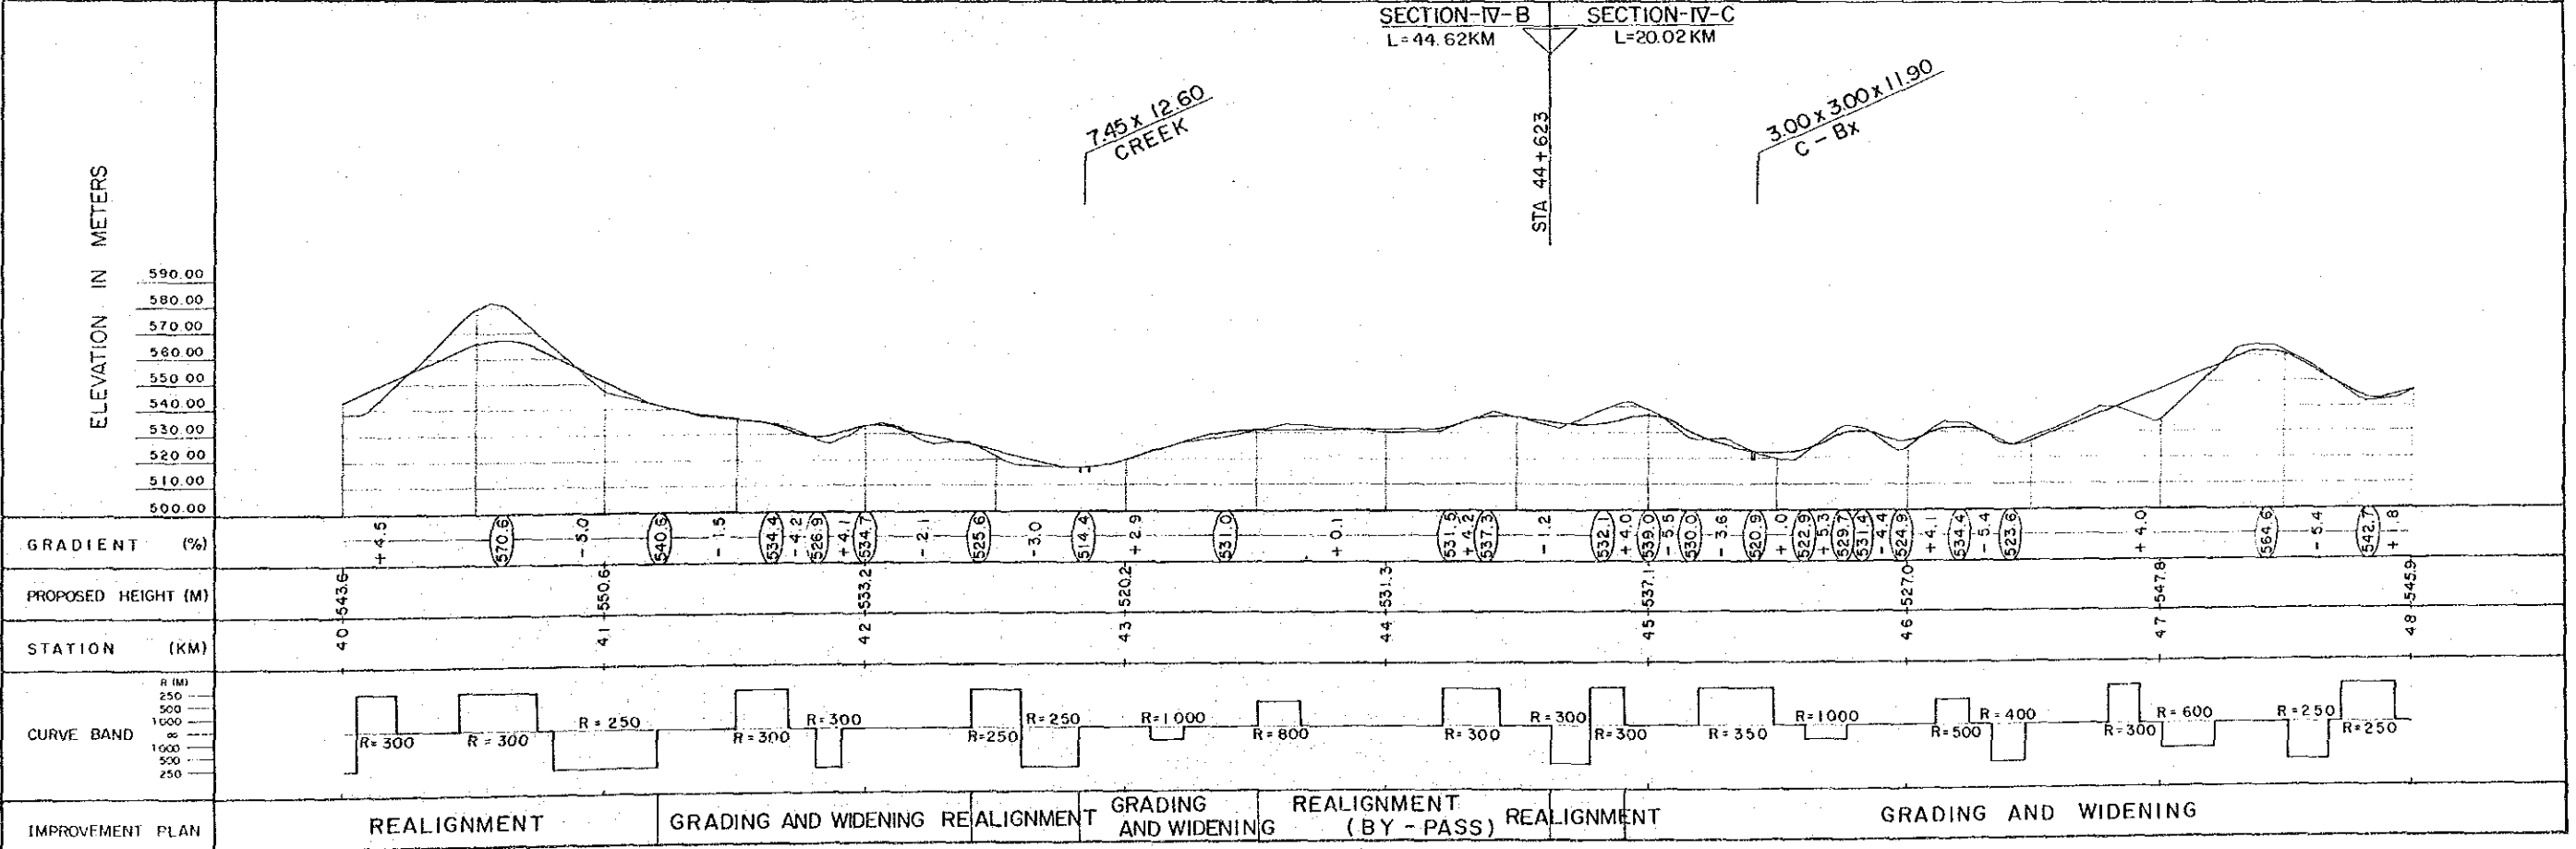 SECTION-IV-B SECTION-IV-C
L=44.62KM L=20.02KM
STA 44+623
7.45 x 12.60
CREEK
3.00 x 3.00 x 11.90
C - Bx
ELEVATION IN METERS
590.00
580.00
570.00
560.00
550.00
540.00
530.00
520.00
510.00
500.00
GRADIENT (%)
+4.5 570.6 -5.0 540.6 -1.5 534.4 -4.2 526.9 +4.1 534.7 -2.1 525.6 -3.0 514.4 +2.9 531.0 +0.1 531.5 +4.2 537.3 -1.2 532.1 +4.0 539.0 -5.5 530.0 -3.6 520.9 +1.0 522.9 +5.3 529.7 531.4 -4.4 524.9 +4.1 534.4 -5.4 523.6 +4.0 564.6 -5.4 542.7 +1.8
PROPOSED HEIGHT (M)
543.6 550.6 533.2 520.2 531.3 537.1 527.0 547.8 545.9
STATION (KM)
40 41 42 43 44 45 46 47 48
CURVE BAND
R (M)
250
500
1000
∞
1000
500
250
R=300 R=300 R=250 R=300 R=300 R=250 R=250 R=1000 R=800 R=300 R=300 R=300 R=350 R=1000 R=500 R=400 R=300 R=600 R=250 R=250
IMPROVEMENT PLAN
REALIGNMENT GRADING AND WIDENING REALIGNMENT GRADING AND WIDENING REALIGNMENT (BY-PASS) REALIGNMENT GRADING AND WIDENING